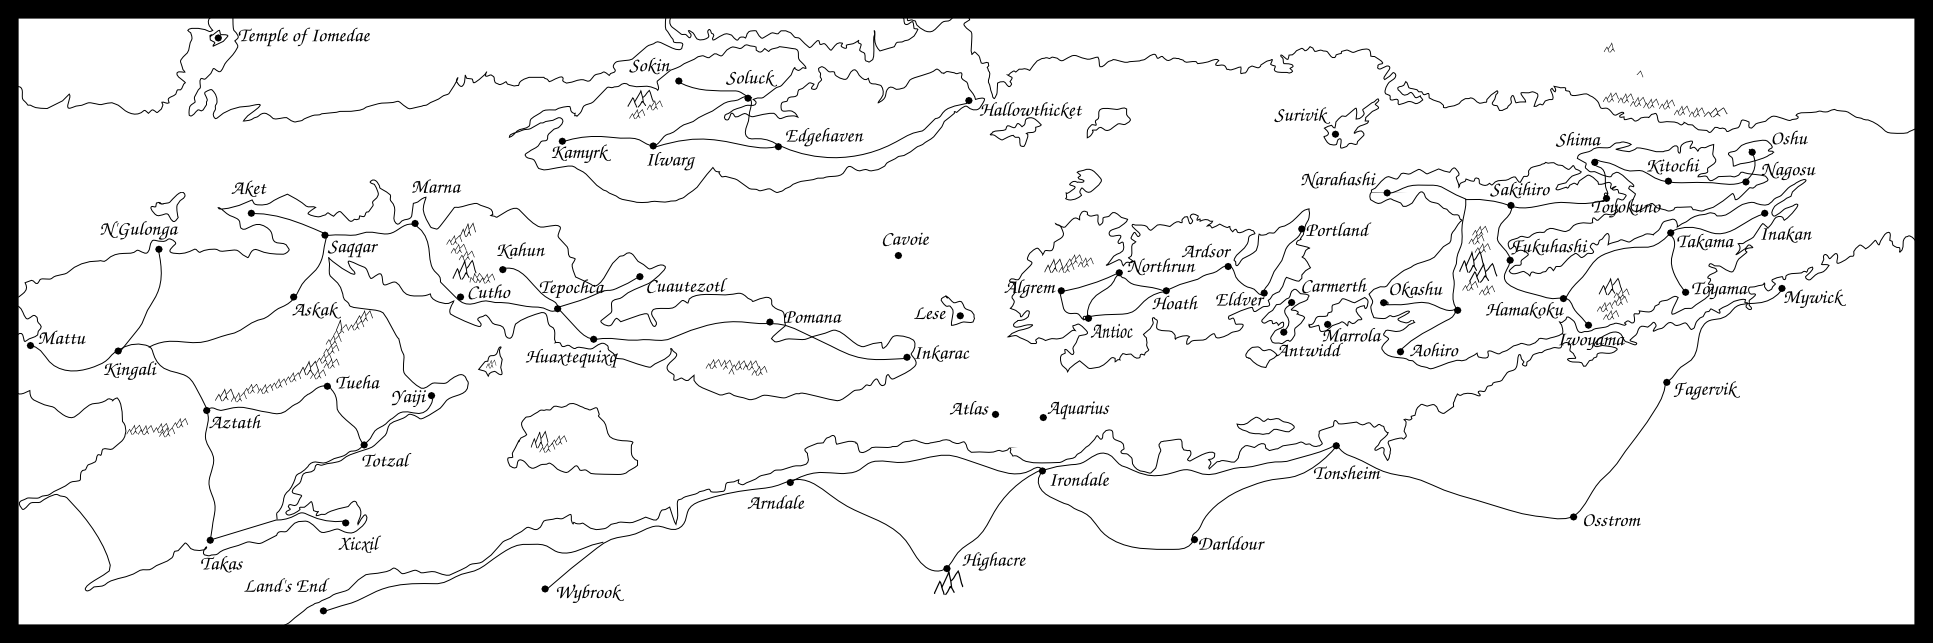 Temple of Iomedae
Sokin
Soluck
Hallowthicket
Surivik
Edgehaven
Kamyrk
Ilwarg
Shima
Oshu
Kitochi
Nagosu
Narahashi
Sakihiro
Toyokuno
Aket
Marna
N'Gulonga
Saqqar
Kahun
Cavoie
Ardsor
Portland
Fukuhashi
Takama
Inakan
Northrun
Algrem
Hoath
Eldver
Carmerth
Okashu
Toyama
Mywick
Cutho
Tepochca
Cuautezotl
Askak
Pomana
Lese
Antioc
Hamakoku
Mattu
Marrola
Iwoyama
Antwidd
Aohiro
Kingali
Huaxtequixq
Inkarac
Tueha
Yaiji
Fagervik
Aztath
Atlas
Aquarius
Totzal
Irondale
Tonsheim
Arndale
Osstrom
Xicxil
Darldour
Takas
Highacre
Land's End
Wybrook